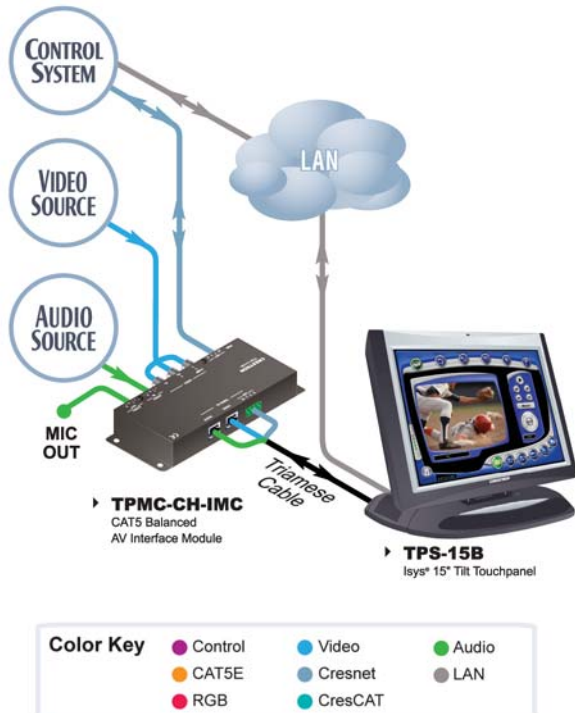 CONTROL
SYSTEM
VIDEO
SOURCE
AUDIO
SOURCE
LAN
MIC
OUT
Triamese
Cable
TPMC-CH-IMC
CAT5 Balanced
AV Interface Module
TPS-15B
Isys® 15" Tilt Touchpanel
Color Key
Control
Video
Audio
CAT5E
Cresnet
LAN
RGB
CresCAT